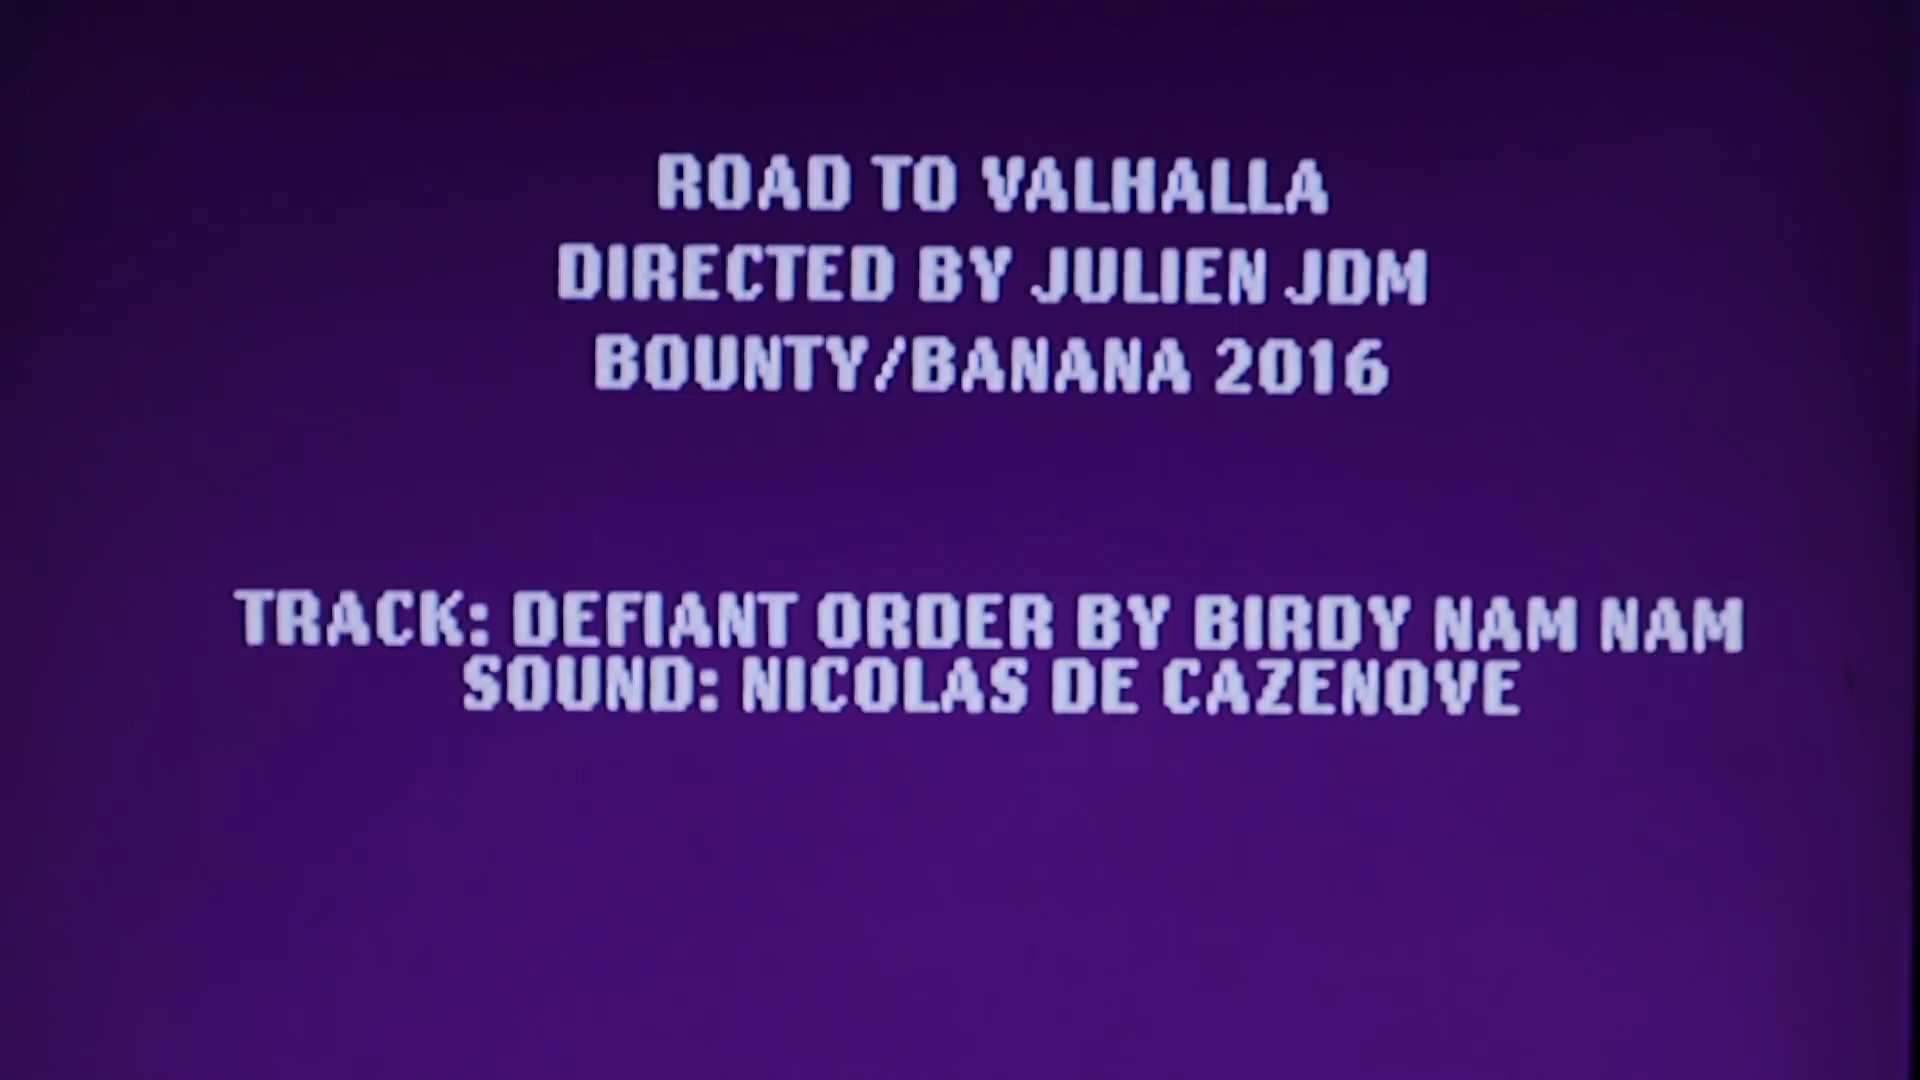 ROAD TO VALHALLA
DIRECTED BY JULIEN JDM
BOUNTY/BANANA 2016
TRACK: DEFIANT ORDER BY BIRDY NAM NAM
SOUND: NICOLAS DE CAZENOVE